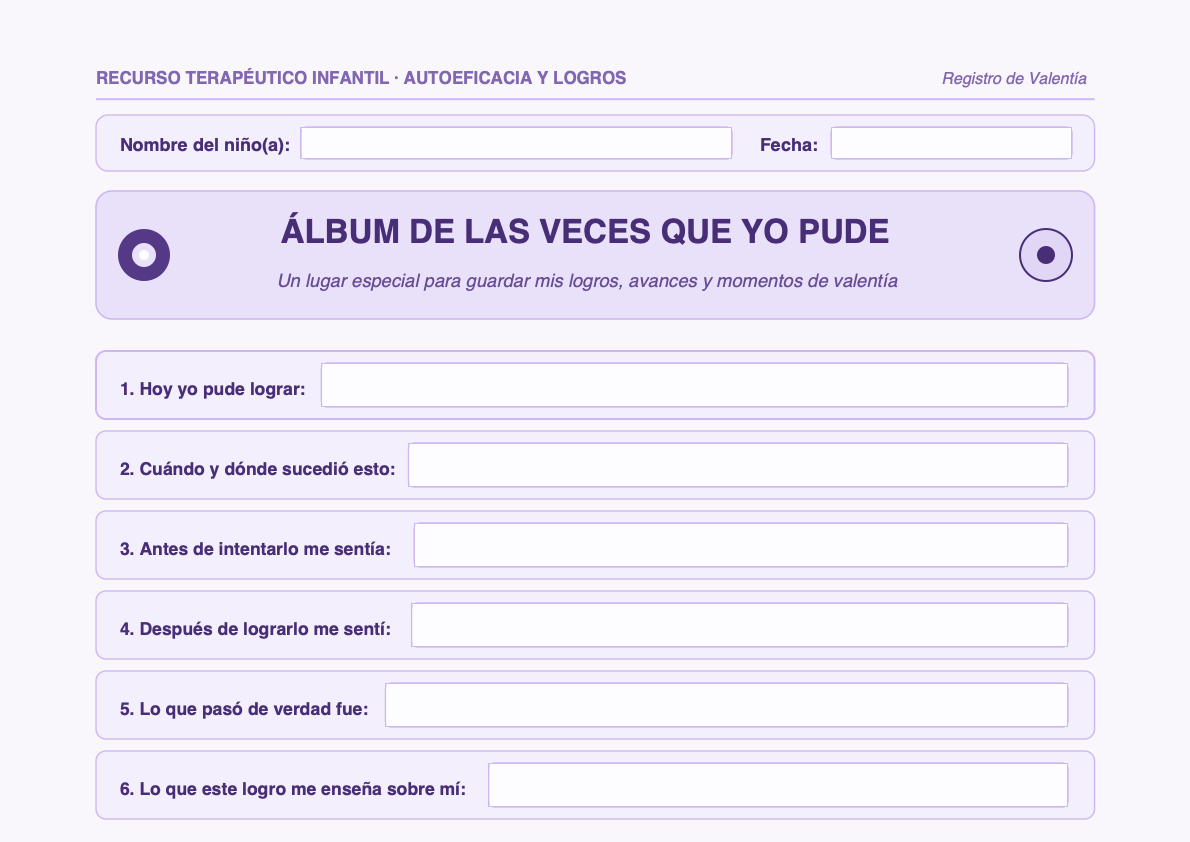 RECURSO TERAPÉUTICO INFANTIL · AUTOEFICACIA Y LOGROS
Registro de Valentía
Nombre del niño(a):
Fecha:
ÁLBUM DE LAS VECES QUE YO PUDE
Un lugar especial para guardar mis logros, avances y momentos de valentía
1. Hoy yo pude lograr:
2. Cuándo y dónde sucedió esto:
3. Antes de intentarlo me sentía:
4. Después de lograrlo me sentí:
5. Lo que pasó de verdad fue:
6. Lo que este logro me enseña sobre mí: